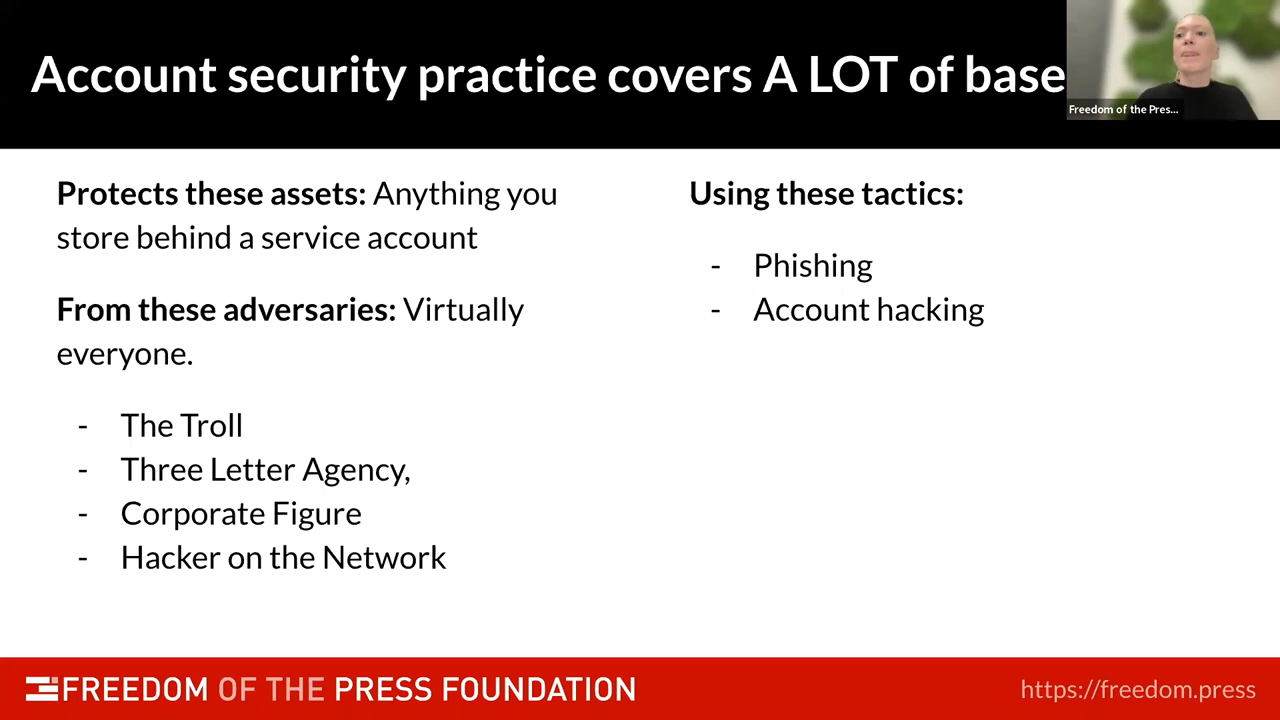 Account security practice covers A LOT of base
Freedom of the Pres...
Protects these assets: Anything you
store behind a service account
From these adversaries: Virtually
everyone.
- The Troll
- Three Letter Agency,
- Corporate Figure
- Hacker on the Network
Using these tactics:
- Phishing
- Account hacking
FREEDOM OF THE PRESS FOUNDATION
https://freedom.press